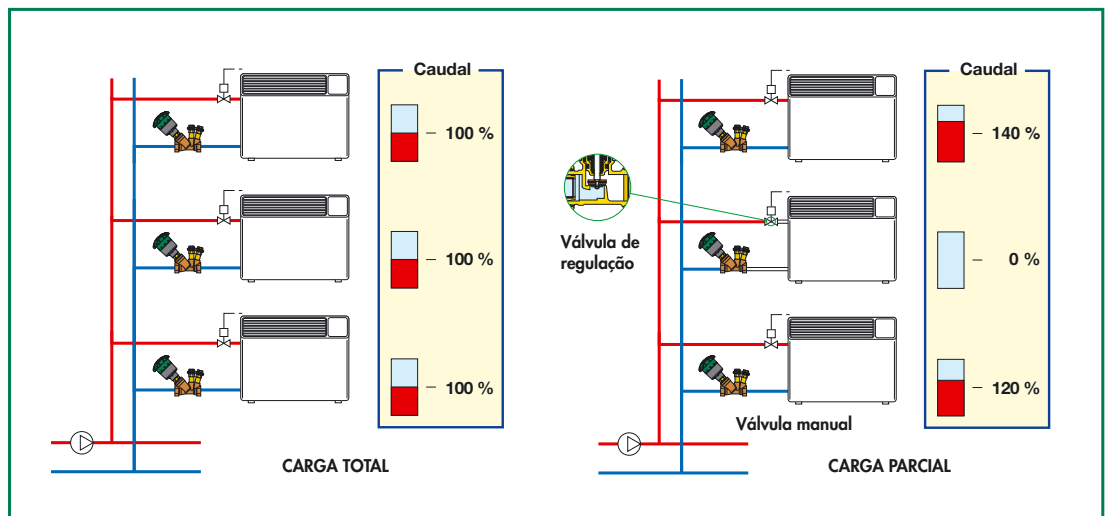 Caudal
100 %
100 %
100 %
CARGA TOTAL
Caudal
140 %
Válvula de
regulação
0 %
120 %
Válvula manual
CARGA PARCIAL